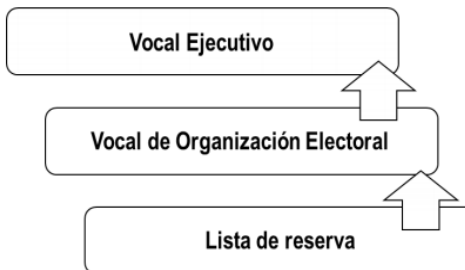 Vocal Ejecutivo
Vocal de Organización Electoral
Lista de reserva